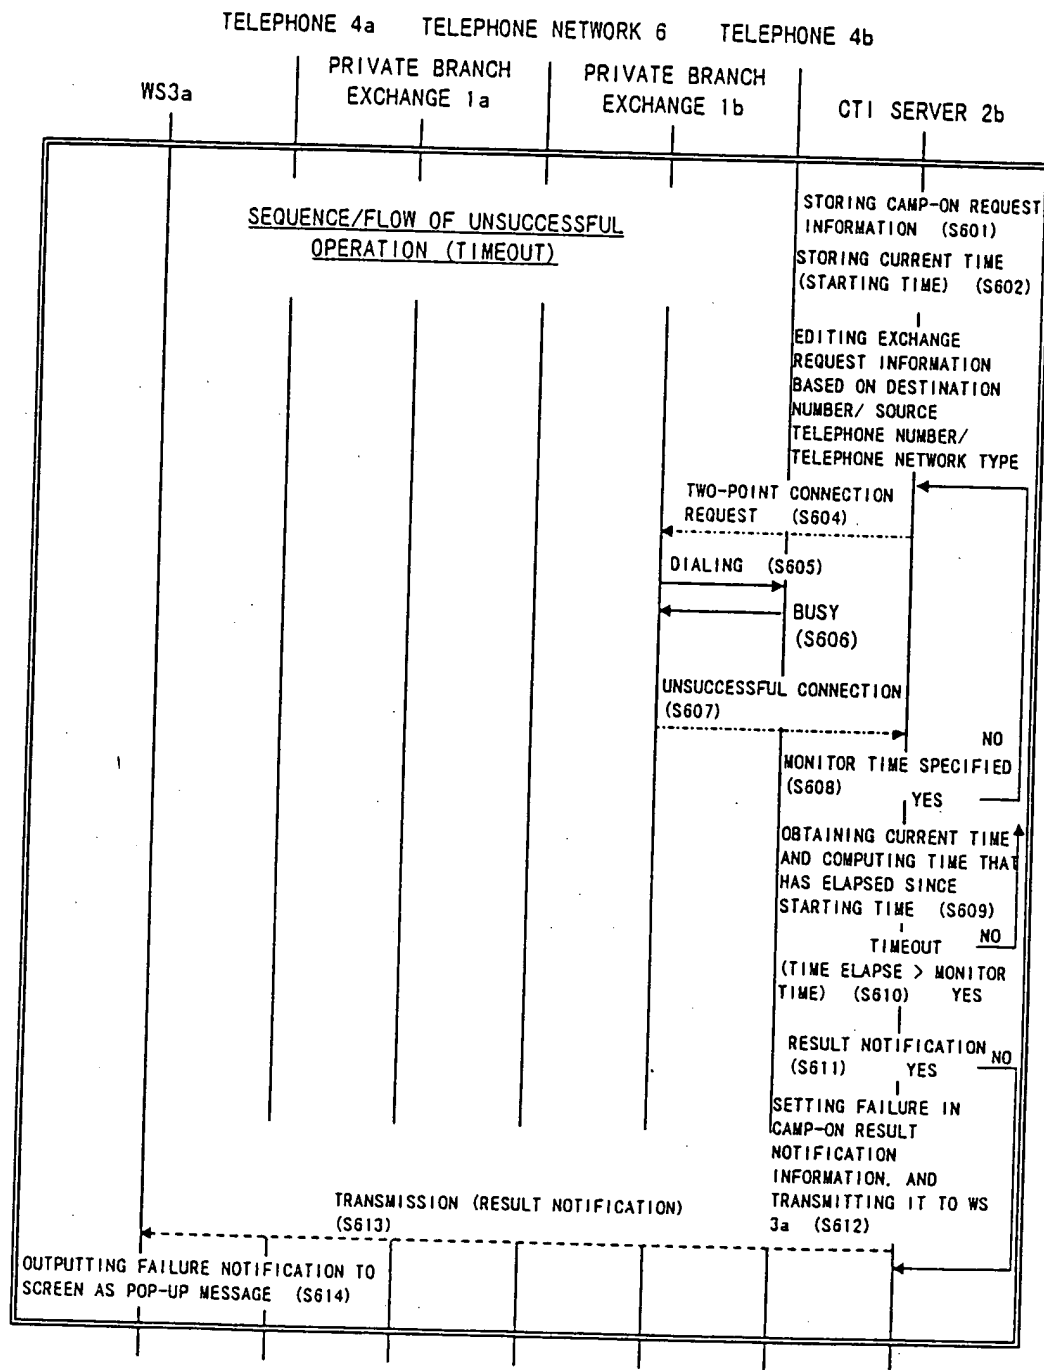 TELEPHONE 4a TELEPHONE NETWORK 6 TELEPHONE 4b
WS3a
PRIVATE BRANCH
EXCHANGE 1a
PRIVATE BRANCH
EXCHANGE 1b
CTI SERVER 2b
SEQUENCE/FLOW OF UNSUCCESSFUL
OPERATION (TIMEOUT)
STORING CAMP-ON REQUEST
INFORMATION (S601)
STORING CURRENT TIME
(STARTING TIME) (S602)
EDITING EXCHANGE
REQUEST INFORMATION
BASED ON DESTINATION
NUMBER/ SOURCE
TELEPHONE NUMBER/
TELEPHONE NETWORK TYPE
TWO-POINT CONNECTION
REQUEST (S604)
DIALING (S605)
BUSY
(S606)
UNSUCCESSFUL CONNECTION
(S607)
NO
MONITOR TIME SPECIFIED
(S608)
YES
OBTAINING CURRENT TIME
AND COMPUTING TIME THAT
HAS ELAPSED SINCE
STARTING TIME (S609)
TIMEOUT NO
(TIME ELAPSE > MONITOR
TIME) (S610) YES
RESULT NOTIFICATION NO
(S611) YES
SETTING FAILURE IN
CAMP-ON RESULT
NOTIFICATION
INFORMATION, AND
TRANSMITTING IT TO WS
3a (S612)
TRANSMISSION (RESULT NOTIFICATION)
(S613)
OUTPUTTING FAILURE NOTIFICATION TO
SCREEN AS POP-UP MESSAGE (S614)